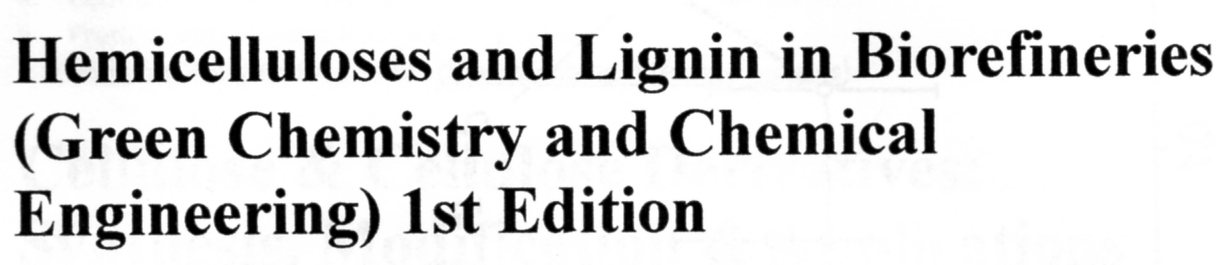 Hemicelluloses and Lignin in Biorefineries
(Green Chemistry and Chemical
Engineering) 1st Edition